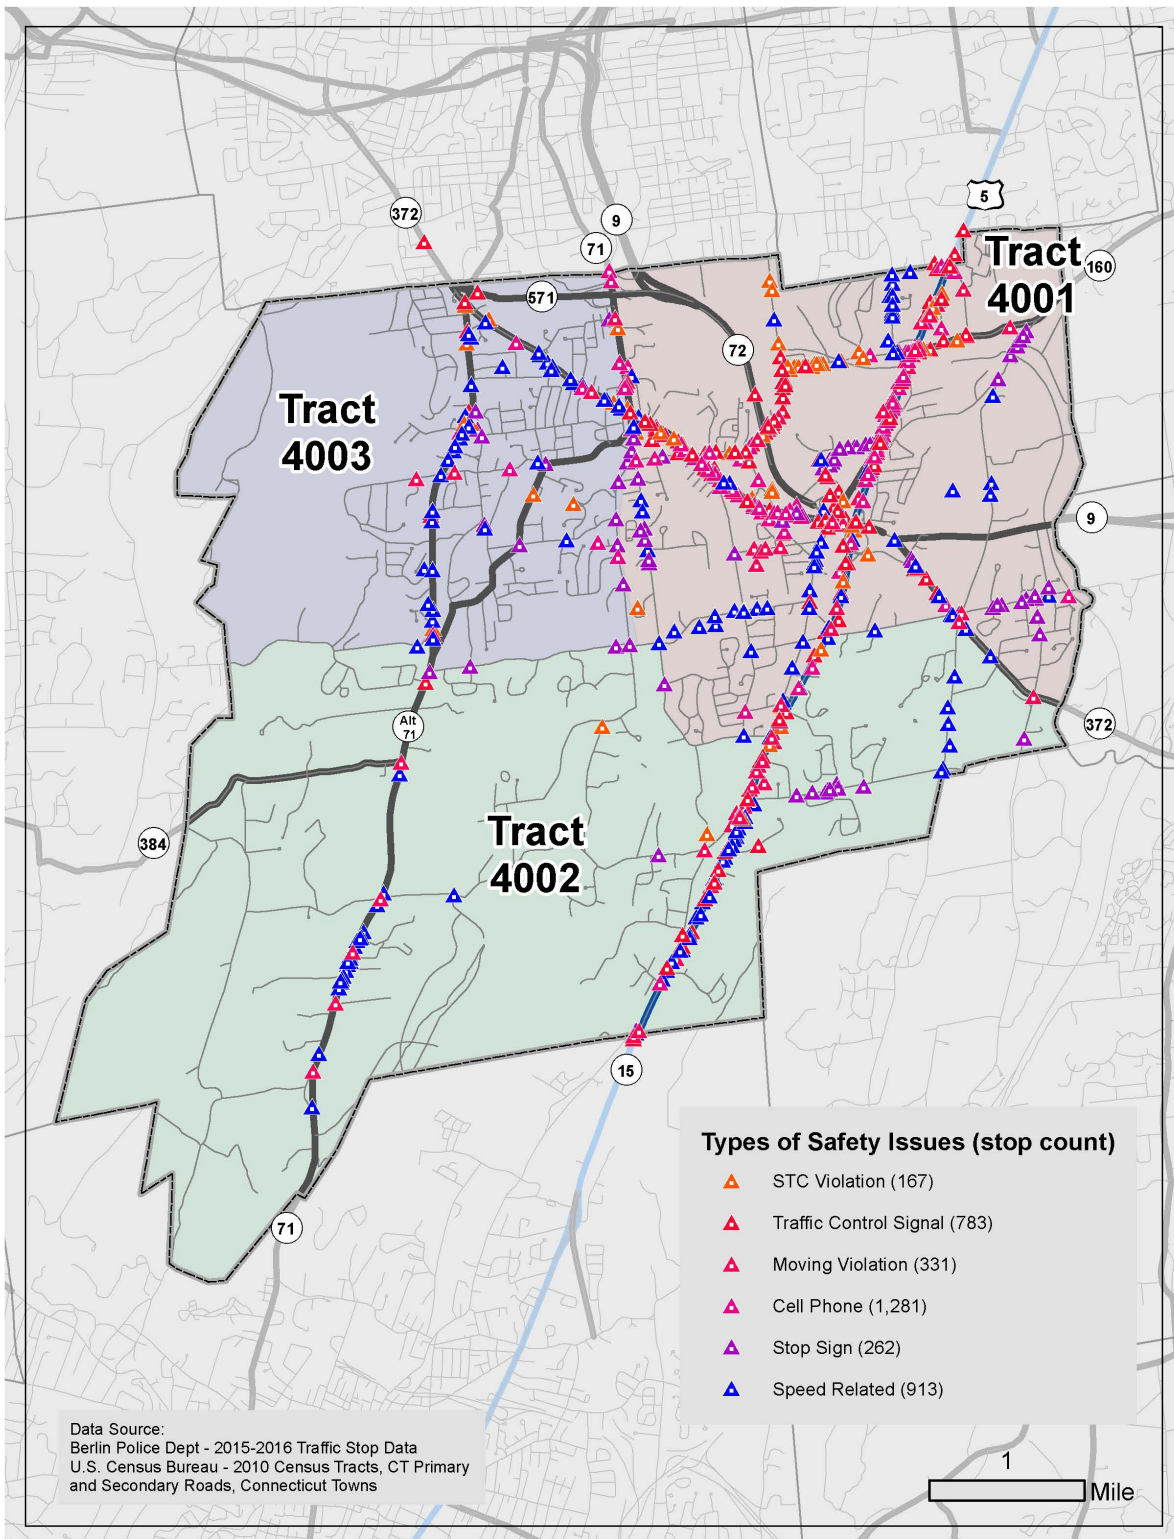 5
372
9
71
Tract
4001
160
571
72
Tract
4003
9
Alt
71
372
Tract
4002
384
15
Types of Safety Issues (stop count)
STC Violation (167)
Traffic Control Signal (783)
Moving Violation (331)
Cell Phone (1,281)
Stop Sign (262)
Speed Related (913)
71
Data Source:
Berlin Police Dept - 2015-2016 Traffic Stop Data
U.S. Census Bureau - 2010 Census Tracts, CT Primary
and Secondary Roads, Connecticut Towns
1
Mile